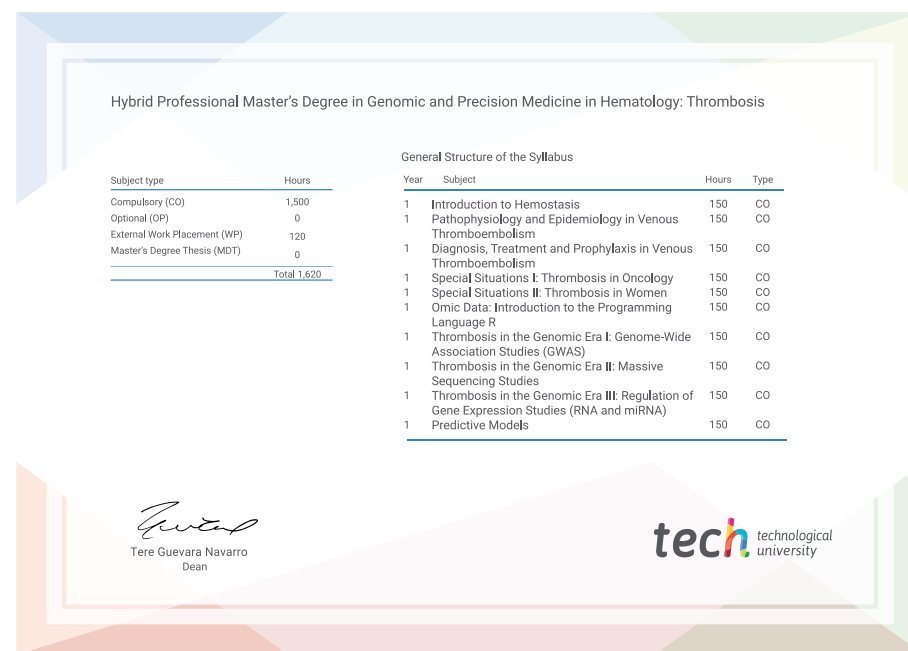 Hybrid Professional Master's Degree in Genomic and Precision Medicine in Hematology: Thrombosis
Subject type Hours
Compulsory (CO) 1,500
Optional (OP) 0
External Work Placement (WP) 120
Master's Degree Thesis (MDT) 0
Total 1,620
General Structure of the Syllabus
Year Subject Hours Type
1 Introduction to Hemostasis 150 CO
1 Pathophysiology and Epidemiology in Venous 150 CO
Thromboembolism
1 Diagnosis, Treatment and Prophylaxis in Venous 150 CO
Thromboembolism
1 Special Situations I: Thrombosis in Oncology 150 CO
1 Special Situations II: Thrombosis in Women 150 CO
1 Omic Data: Introduction to the Programming 150 CO
Language R
1 Thrombosis in the Genomic Era I: Genome-Wide 150 CO
Association Studies (GWAS)
1 Thrombosis in the Genomic Era II: Massive 150 CO
Sequencing Studies
1 Thrombosis in the Genomic Era III: Regulation of 150 CO
Gene Expression Studies (RNA and miRNA)
1 Predictive Models 150 CO
Tere Guevara Navarro
Dean
tech technological
university